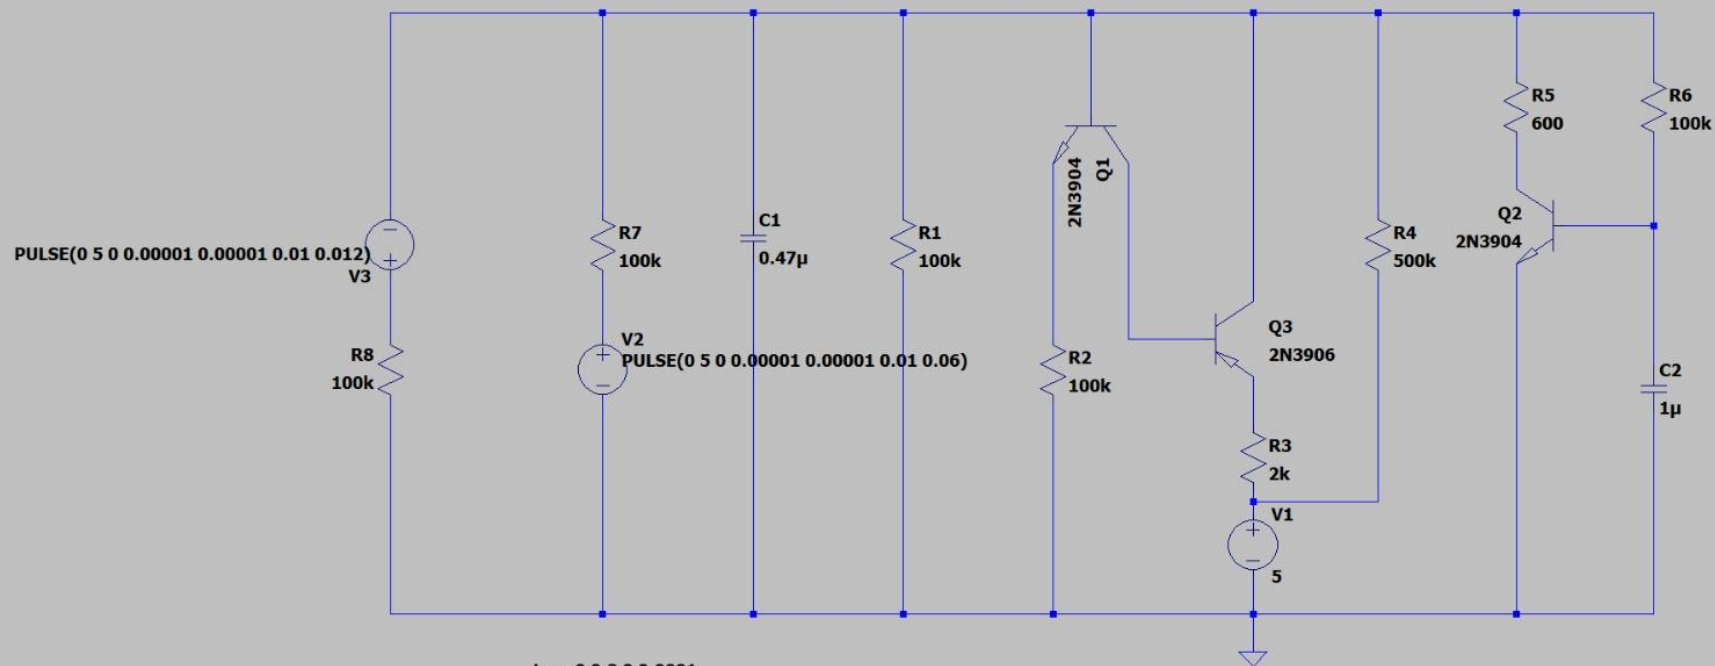 PULSE(0 5 0 0.00001 0.00001 0.01 0.012)
V3
R8
100k
R7
100k
V2
PULSE(0 5 0 0.00001 0.00001 0.01 0.06)
C1
0.47µ
R1
100k
2N3904
Q1
R2
100k
Q3
2N3906
R3
2k
V1
5
R4
500k
R5
600
Q2
2N3904
R6
100k
C2
1µ